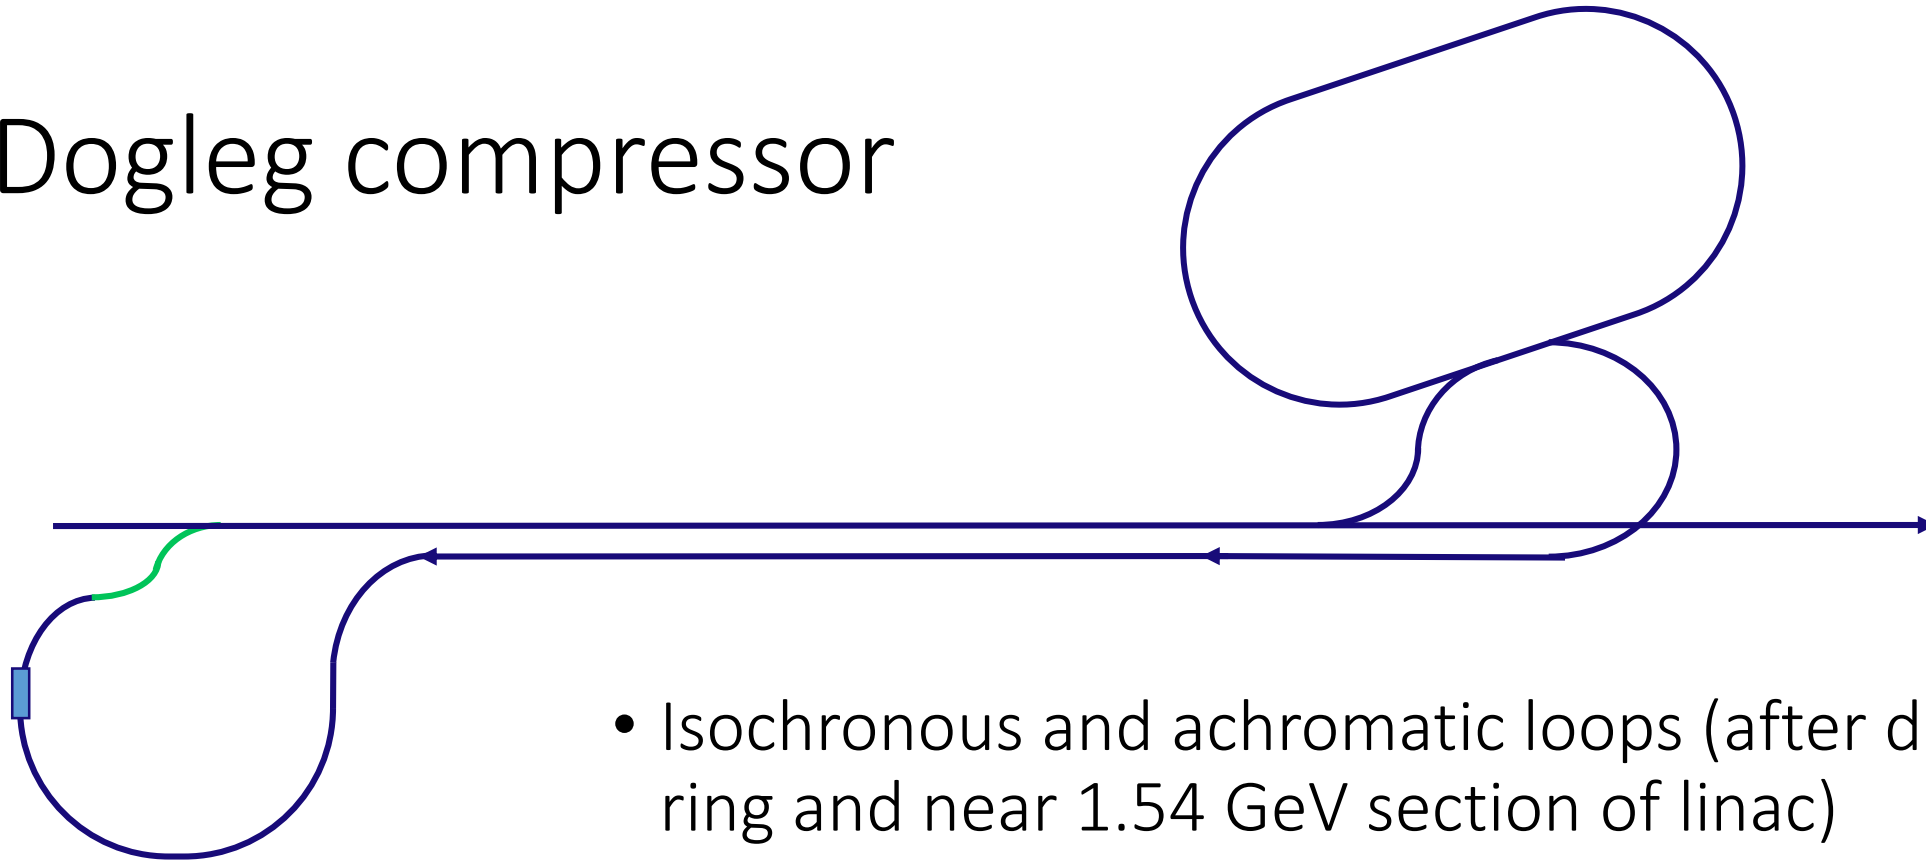 Dogleg compressor
• Isochronous and achromatic loops (after d
ring and near 1.54 GeV section of linac)